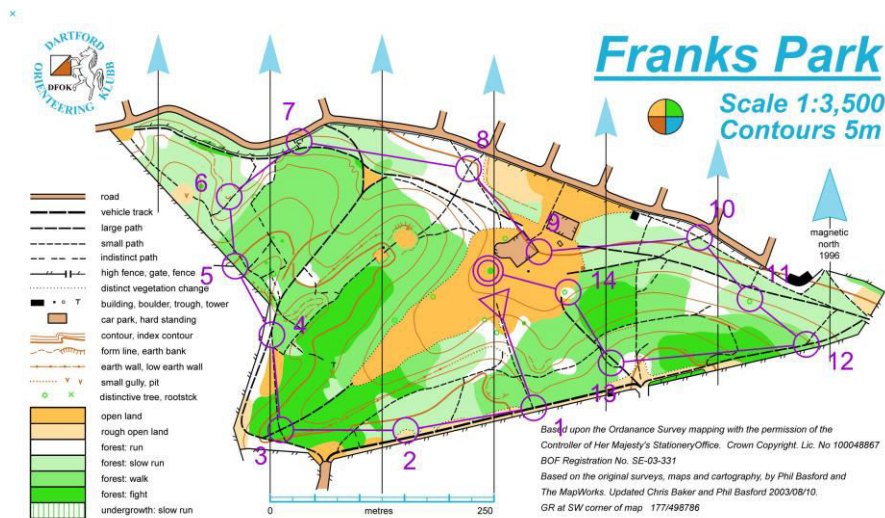 DARTFORD
ORIENTEERING
KLUBB
DFOK
Franks Park
Scale 1:3,500
Contours 5m
7
8
6
9
10
5
magnetic
north
1996
14
11
4
12
13
1
3
2
road
vehicle track
large path
small path
indistinct path
high fence, gate, fence
distinct vegetation change
building, boulder, trough, tower
car park, hard standing
contour, index contour
form line, earth bank
earth wall, low earth wall
small gully, pit
distinctive tree, rootstck
open land
rough open land
forest: run
forest: slow run
forest: walk
forest: fight
undergrowth: slow run
0 metres 250
Based upon the Ordanance Survey mapping with the permission of the
Controller of Her Majesty's StationeryOffice. Crown Copyright. Lic. No 100048867
BOF Registration No. SE-03-331
Based on the original surveys, maps and cartography, by Phil Basford and
The MapWorks. Updated Chris Baker and Phil Basford 2003/08/10.
GR at SW corner of map 177/498786